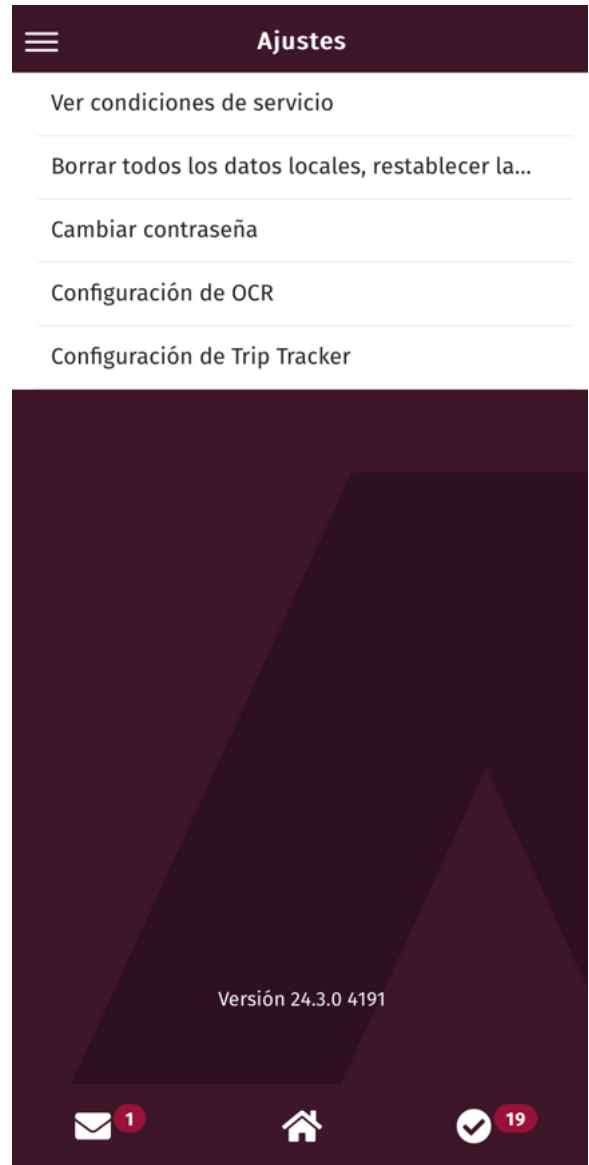 Ajustes
Ver condiciones de servicio
Borrar todos los datos locales, restablecer la...
Cambiar contraseña
Configuración de OCR
Configuración de Trip Tracker
Versión 24.3.0 4191
1
19